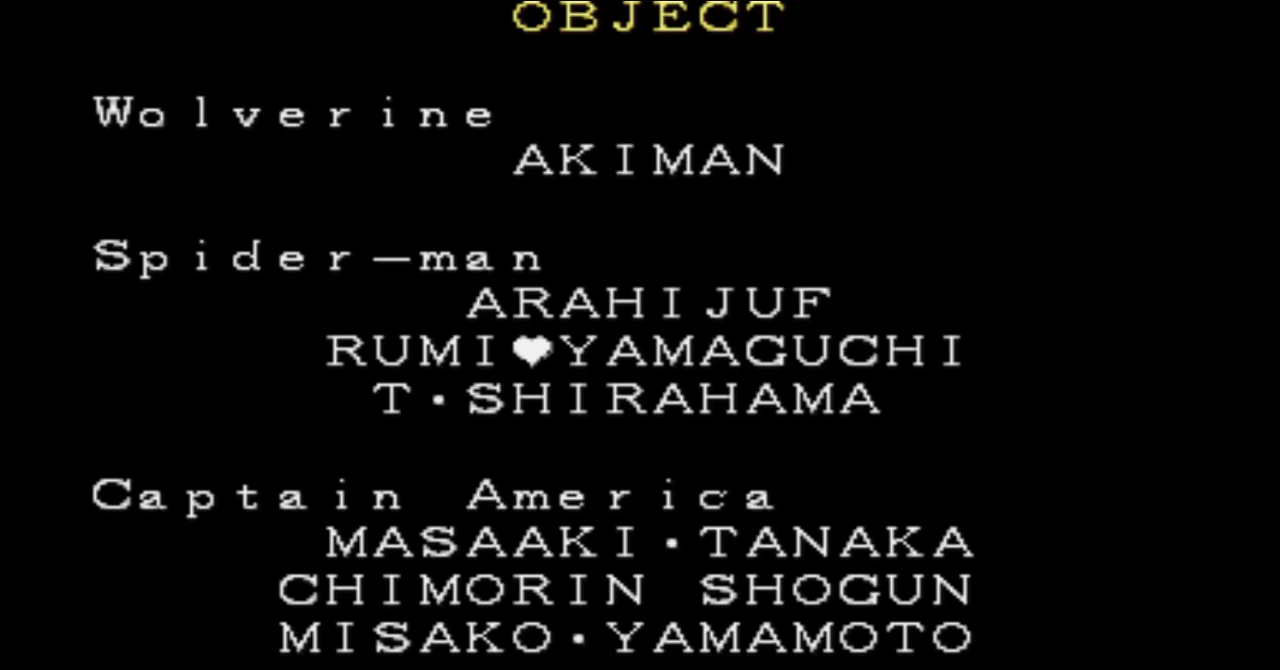 OBJECT
Wolverine
AKIMAN
Spider-man
ARAHIJUF
RUMI♥YAMAGUCHI
T・SHIRAHAMA
Captain America
MASAAKI・TANAKA
CHIMORIN SHOGUN
MISAKO・YAMAMOTO